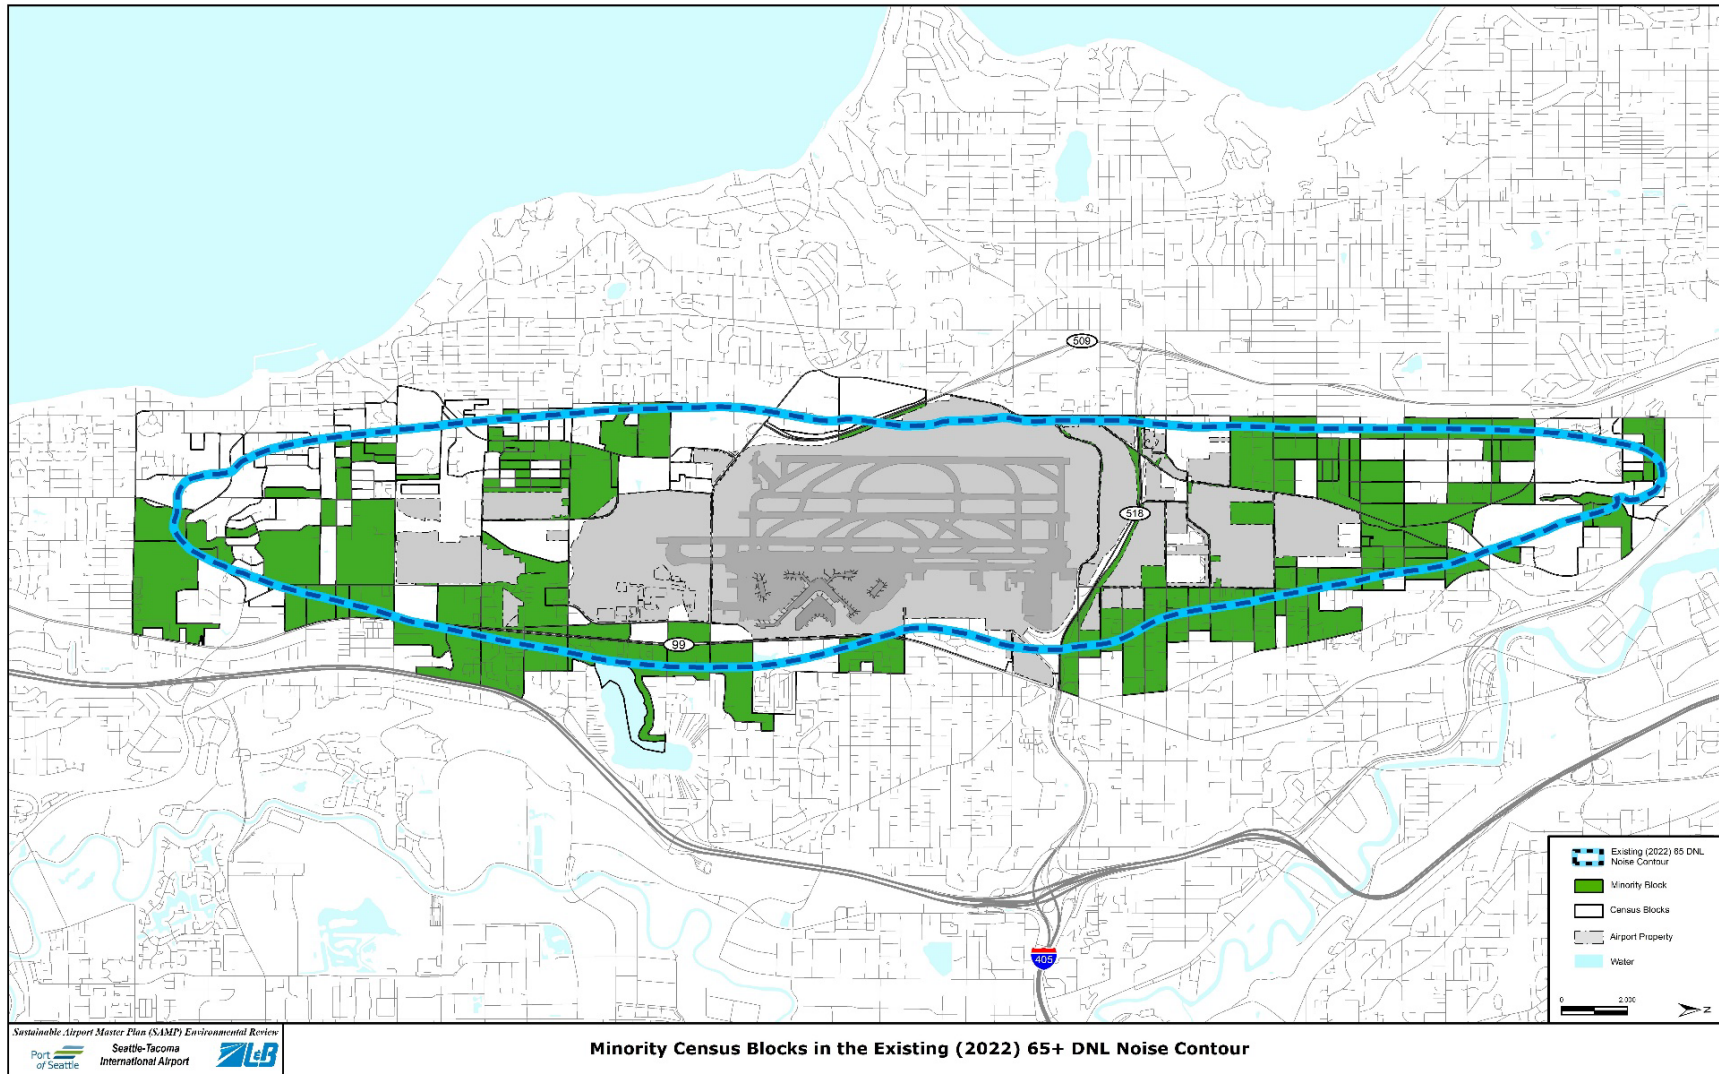 509
518
99
405
Existing (2022) 65 DNL
Noise Contour
Minority Block
Census Blocks
Airport Property
Water
0 2,000
N
Sustainable Airport Master Plan (SAMP) Environmental Review
Port
of Seattle
Seattle-Tacoma
International Airport
L&B
Minority Census Blocks in the Existing (2022) 65+ DNL Noise Contour